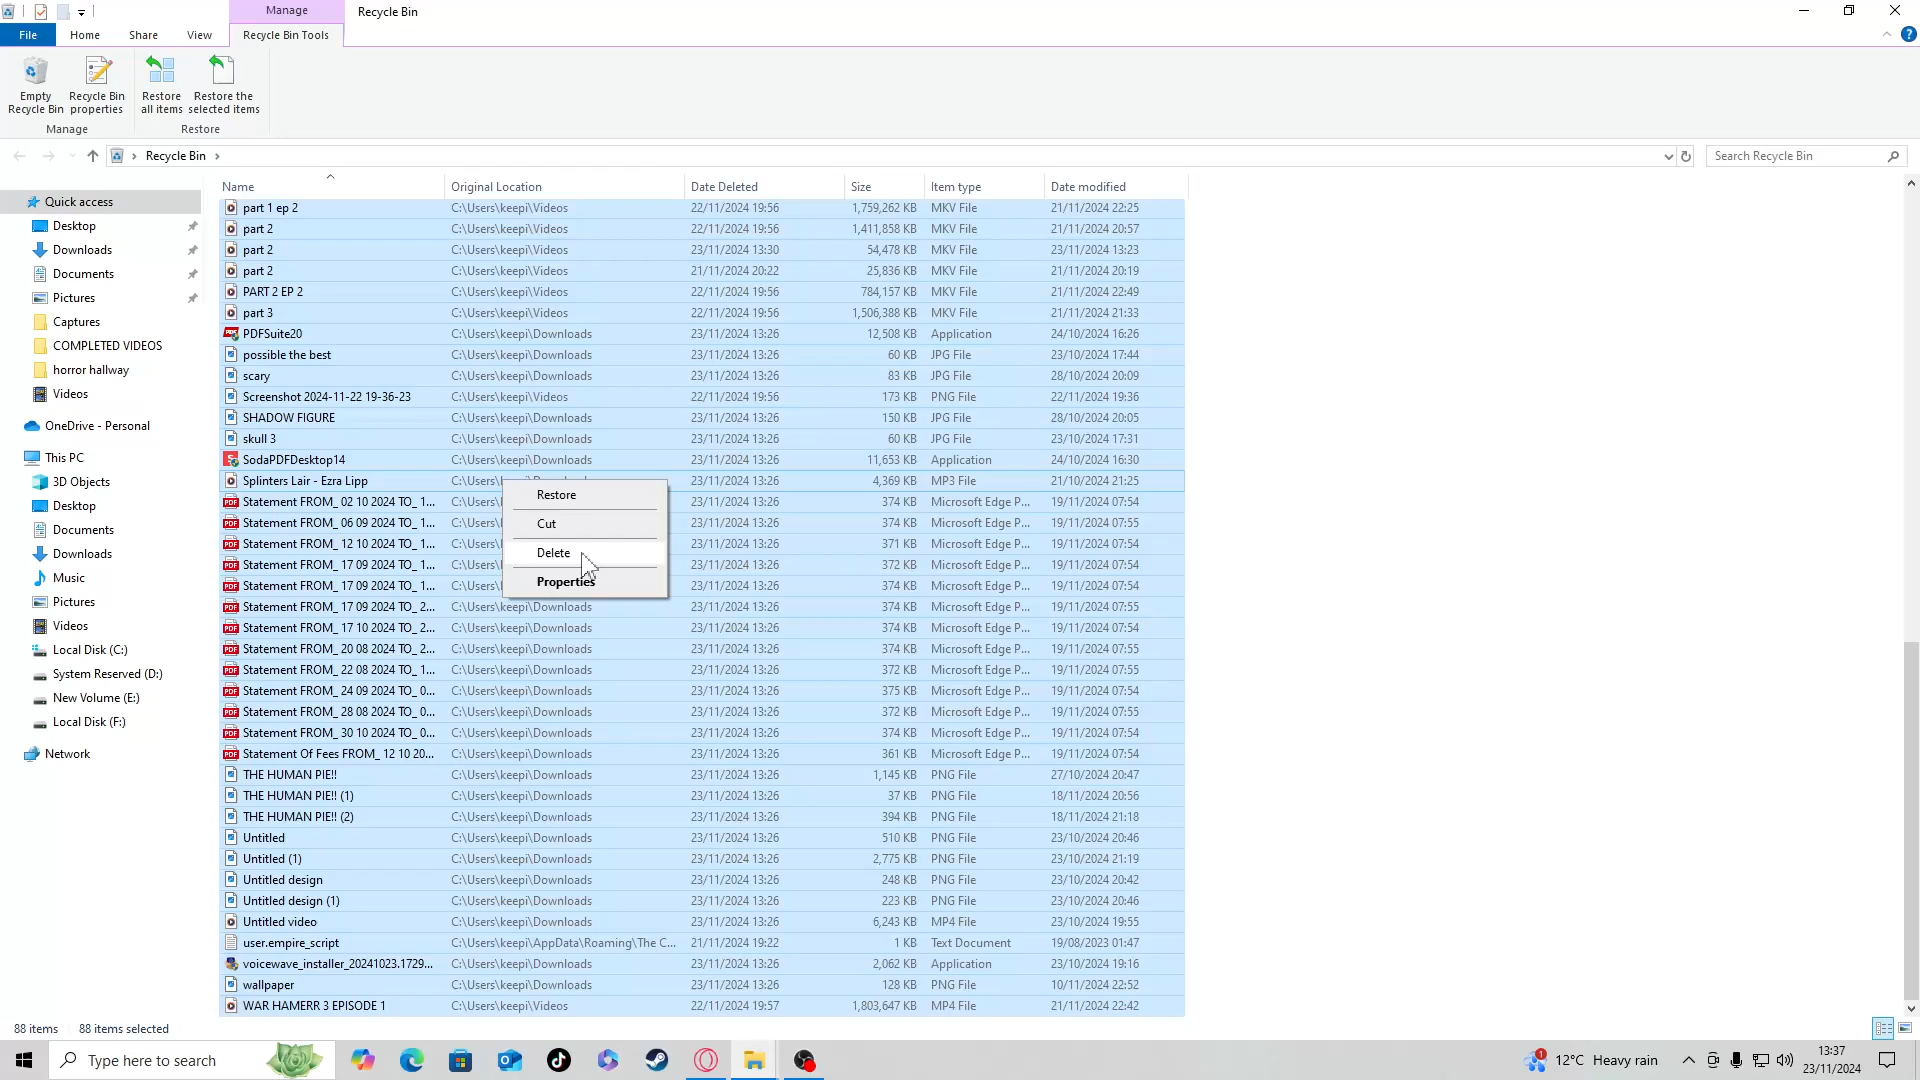 Manage
Recycle Bin
File
Home
Share
View
Recycle Bin Tools
Empty Recycle Bin
Recycle Bin properties
Restore all items
Restore the selected items
Manage
Restore
Recycle Bin
Search Recycle Bin
Name Original Location Date Deleted Size Item type Date modified
Quick access
Desktop
Downloads
Documents
Pictures
Captures
COMPLETED VIDEOS
horror hallway
Videos
OneDrive - Personal
This PC
3D Objects
Desktop
Documents
Downloads
Music
Pictures
Videos
Local Disk (C:)
System Reserved (D:)
New Volume (E:)
Local Disk (F:)
Network
part 1 ep 2 C:\Users\keepi\Videos 22/11/2024 19:56 1,759,262 KB MKV File 21/11/2024 22:25
part 2 C:\Users\keepi\Videos 22/11/2024 19:56 1,411,858 KB MKV File 21/11/2024 20:57
part 2 C:\Users\keepi\Videos 23/11/2024 13:30 54,478 KB MKV File 23/11/2024 13:23
part 2 C:\Users\keepi\Videos 21/11/2024 20:22 25,836 KB MKV File 21/11/2024 20:19
PART 2 EP 2 C:\Users\keepi\Videos 22/11/2024 19:56 784,157 KB MKV File 21/11/2024 22:49
part 3 C:\Users\keepi\Videos 22/11/2024 19:56 1,506,388 KB MKV File 21/11/2024 21:33
PDFSuite20 C:\Users\keepi\Downloads 23/11/2024 13:26 12,508 KB Application 24/10/2024 16:26
possible the best C:\Users\keepi\Downloads 23/11/2024 13:26 60 KB JPG File 23/10/2024 17:44
scary C:\Users\keepi\Downloads 23/11/2024 13:26 83 KB JPG File 28/10/2024 20:09
Screenshot 2024-11-22 19-36-23 C:\Users\keepi\Videos 22/11/2024 19:56 173 KB PNG File 22/11/2024 19:36
SHADOW FIGURE C:\Users\keepi\Downloads 23/11/2024 13:26 150 KB JPG File 28/10/2024 20:05
skull 3 C:\Users\keepi\Downloads 23/11/2024 13:26 60 KB JPG File 23/10/2024 17:31
SodaPDFDesktop14 C:\Users\keepi\Downloads 23/11/2024 13:26 11,653 KB Application 24/10/2024 16:30
Splinters Lair - Ezra Lipp 23/11/2024 13:26 4,369 KB MP3 File 21/10/2024 21:25
Statement FROM_ 02 10 2024 TO_ 1... C:\Users\ 23/11/2024 13:26 374 KB Microsoft Edge P... 19/11/2024 07:54
Statement FROM_ 06 09 2024 TO_ 1... C:\Users\ 23/11/2024 13:26 374 KB Microsoft Edge P... 19/11/2024 07:55
Statement FROM_ 12 10 2024 TO_ 1... C:\Users\ 23/11/2024 13:26 371 KB Microsoft Edge P... 19/11/2024 07:54
Statement FROM_ 17 09 2024 TO_ 1... C:\Users\ 23/11/2024 13:26 372 KB Microsoft Edge P... 19/11/2024 07:54
Statement FROM_ 17 09 2024 TO_ 1... C:\Users\ 23/11/2024 13:26 374 KB Microsoft Edge P... 19/11/2024 07:55
Statement FROM_ 17 09 2024 TO_ 2... C:\Users\keepi\Downloads 23/11/2024 13:26 374 KB Microsoft Edge P... 19/11/2024 07:55
Statement FROM_ 17 10 2024 TO_ 2... C:\Users\keepi\Downloads 23/11/2024 13:26 374 KB Microsoft Edge P... 19/11/2024 07:54
Statement FROM_ 20 08 2024 TO_ 2... C:\Users\keepi\Downloads 23/11/2024 13:26 374 KB Microsoft Edge P... 19/11/2024 07:55
Statement FROM_ 22 08 2024 TO_ 1... C:\Users\keepi\Downloads 23/11/2024 13:26 372 KB Microsoft Edge P... 19/11/2024 07:55
Statement FROM_ 24 09 2024 TO_ 0... C:\Users\keepi\Downloads 23/11/2024 13:26 375 KB Microsoft Edge P... 19/11/2024 07:54
Statement FROM_ 28 08 2024 TO_ 0... C:\Users\keepi\Downloads 23/11/2024 13:26 372 KB Microsoft Edge P... 19/11/2024 07:55
Statement FROM_ 30 10 2024 TO_ 0... C:\Users\keepi\Downloads 23/11/2024 13:26 374 KB Microsoft Edge P... 19/11/2024 07:54
Statement Of Fees FROM_ 12 10 20... C:\Users\keepi\Downloads 23/11/2024 13:26 361 KB Microsoft Edge P... 19/11/2024 07:54
THE HUMAN PIE!! C:\Users\keepi\Downloads 23/11/2024 13:26 1,145 KB PNG File 27/10/2024 20:47
THE HUMAN PIE!! (1) C:\Users\keepi\Downloads 23/11/2024 13:26 37 KB PNG File 18/11/2024 20:56
THE HUMAN PIE!! (2) C:\Users\keepi\Downloads 23/11/2024 13:26 394 KB PNG File 18/11/2024 21:18
Untitled C:\Users\keepi\Downloads 23/11/2024 13:26 510 KB PNG File 23/10/2024 20:46
Untitled (1) C:\Users\keepi\Downloads 23/11/2024 13:26 2,775 KB PNG File 23/10/2024 21:19
Untitled design C:\Users\keepi\Downloads 23/11/2024 13:26 248 KB PNG File 23/10/2024 20:42
Untitled design (1) C:\Users\keepi\Downloads 23/11/2024 13:26 223 KB PNG File 23/10/2024 20:46
Untitled video C:\Users\keepi\Downloads 23/11/2024 13:26 6,243 KB MP4 File 23/10/2024 19:55
user.empire_script C:\Users\keepi\AppData\Roaming\The C... 21/11/2024 19:22 1 KB Text Document 19/08/2023 01:47
voicewave_installer_20241023.1729... C:\Users\keepi\Downloads 23/11/2024 13:26 2,062 KB Application 23/10/2024 19:16
wallpaper C:\Users\keepi\Downloads 23/11/2024 13:26 128 KB PNG File 10/11/2024 22:52
WAR HAMERR 3 EPISODE 1 C:\Users\keepi\Videos 22/11/2024 19:57 1,803,647 KB MP4 File 21/11/2024 22:42
Restore
Cut
Delete
Properties
88 items 88 items selected
Type here to search
1
12°C Heavy rain
13:37
23/11/2024